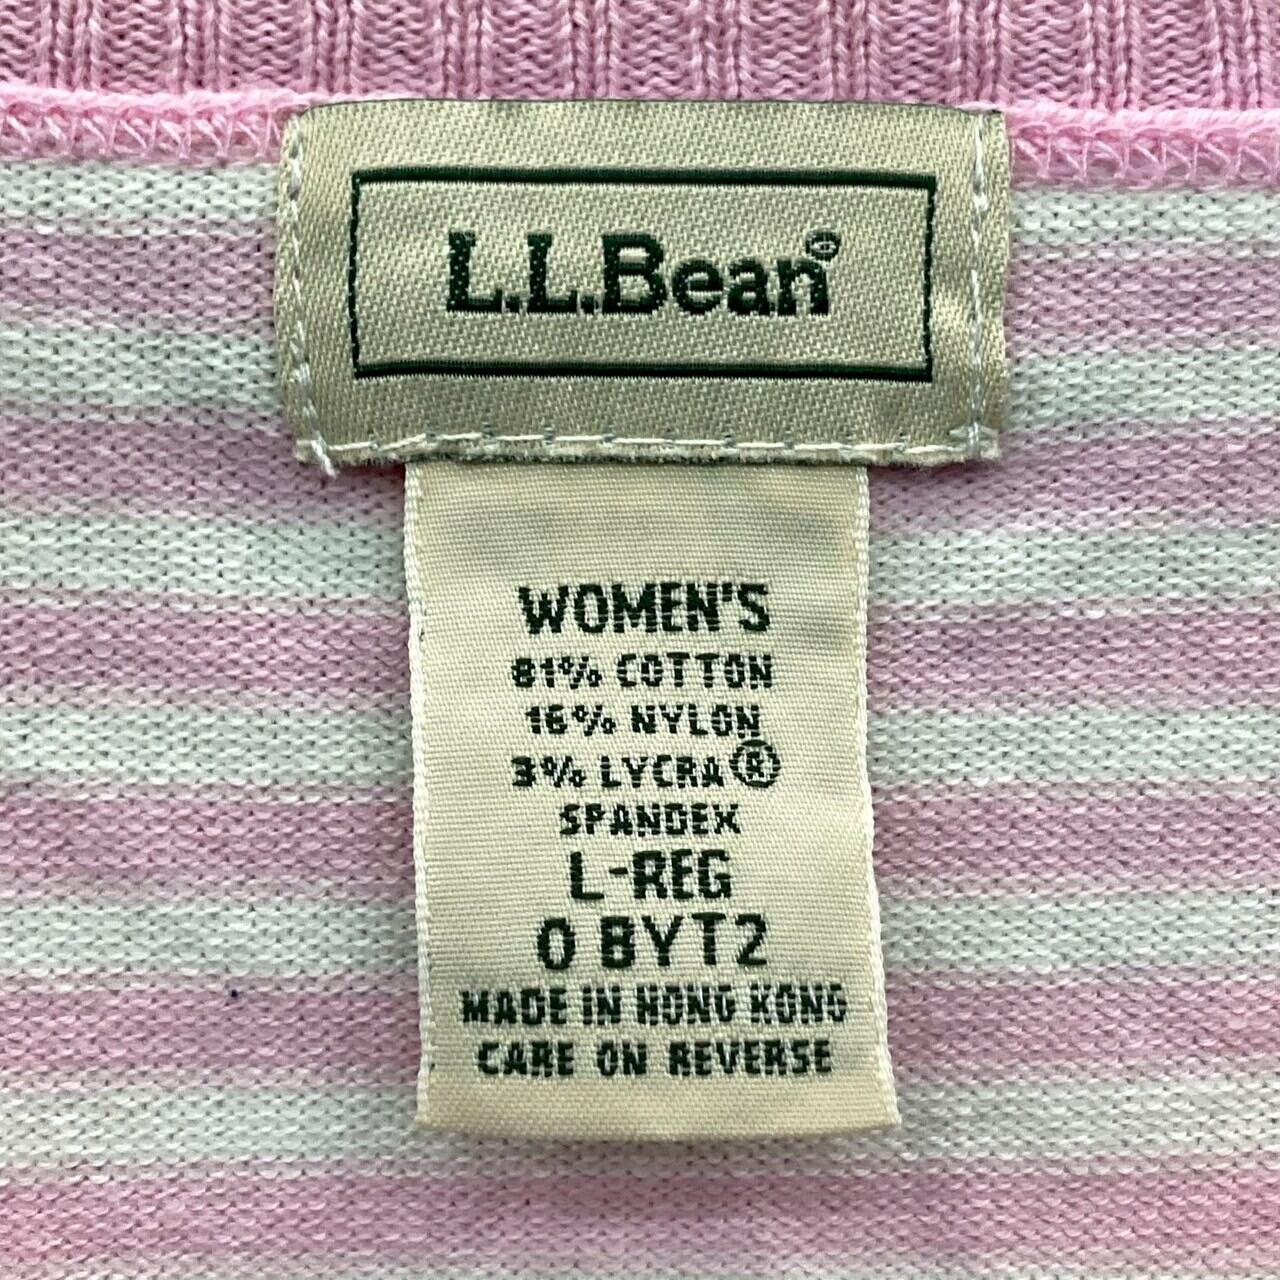 L.L.Bean®
WOMEN'S
81% COTTON
16% NYLON
3% LYCRA®
SPANDEX
L-REG
0 BYT2
MADE IN HONG KONG
CARE ON REVERSE